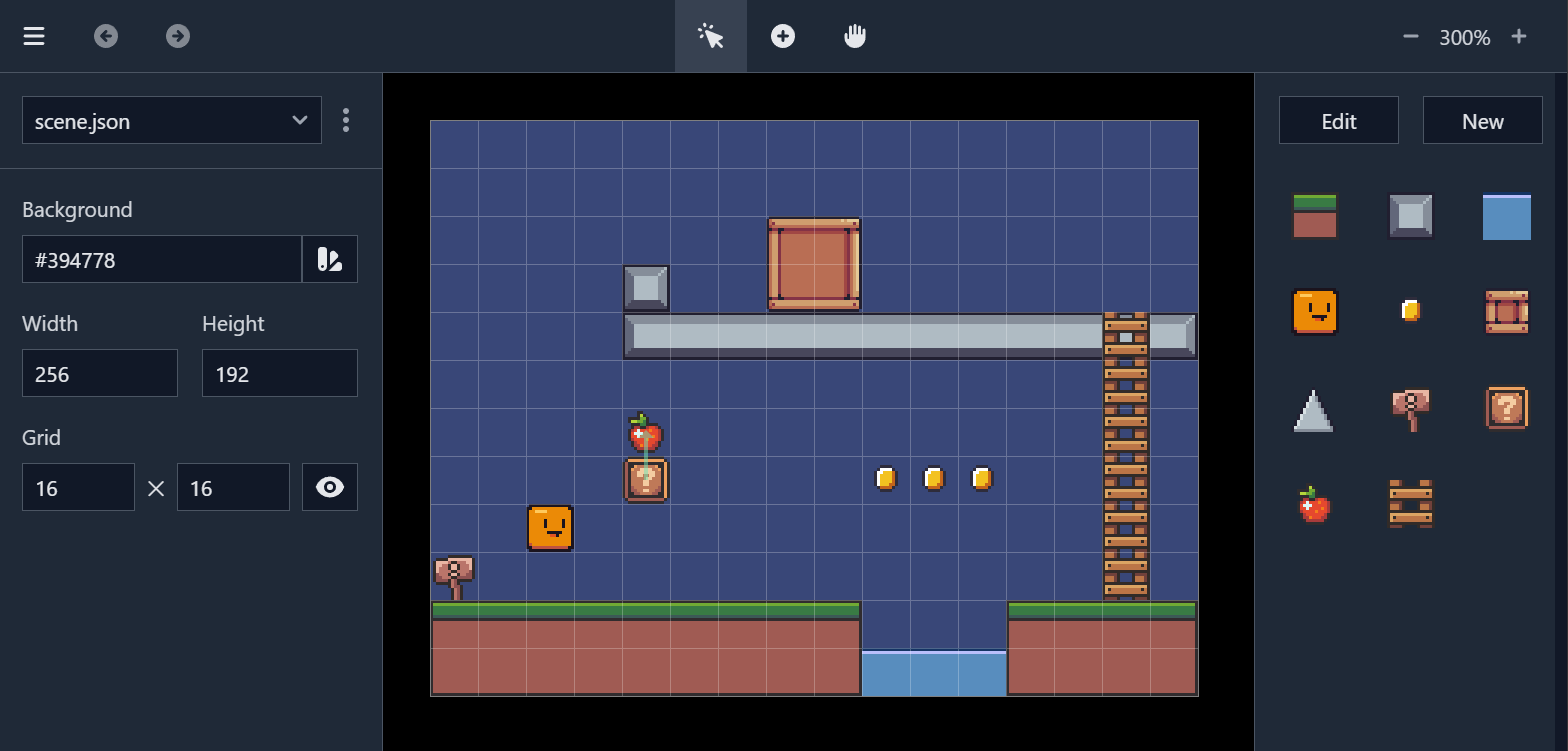 300%
scene.json
Edit
New
Background
#394778
Width
Height
256
192
Grid
16 × 16
?
?